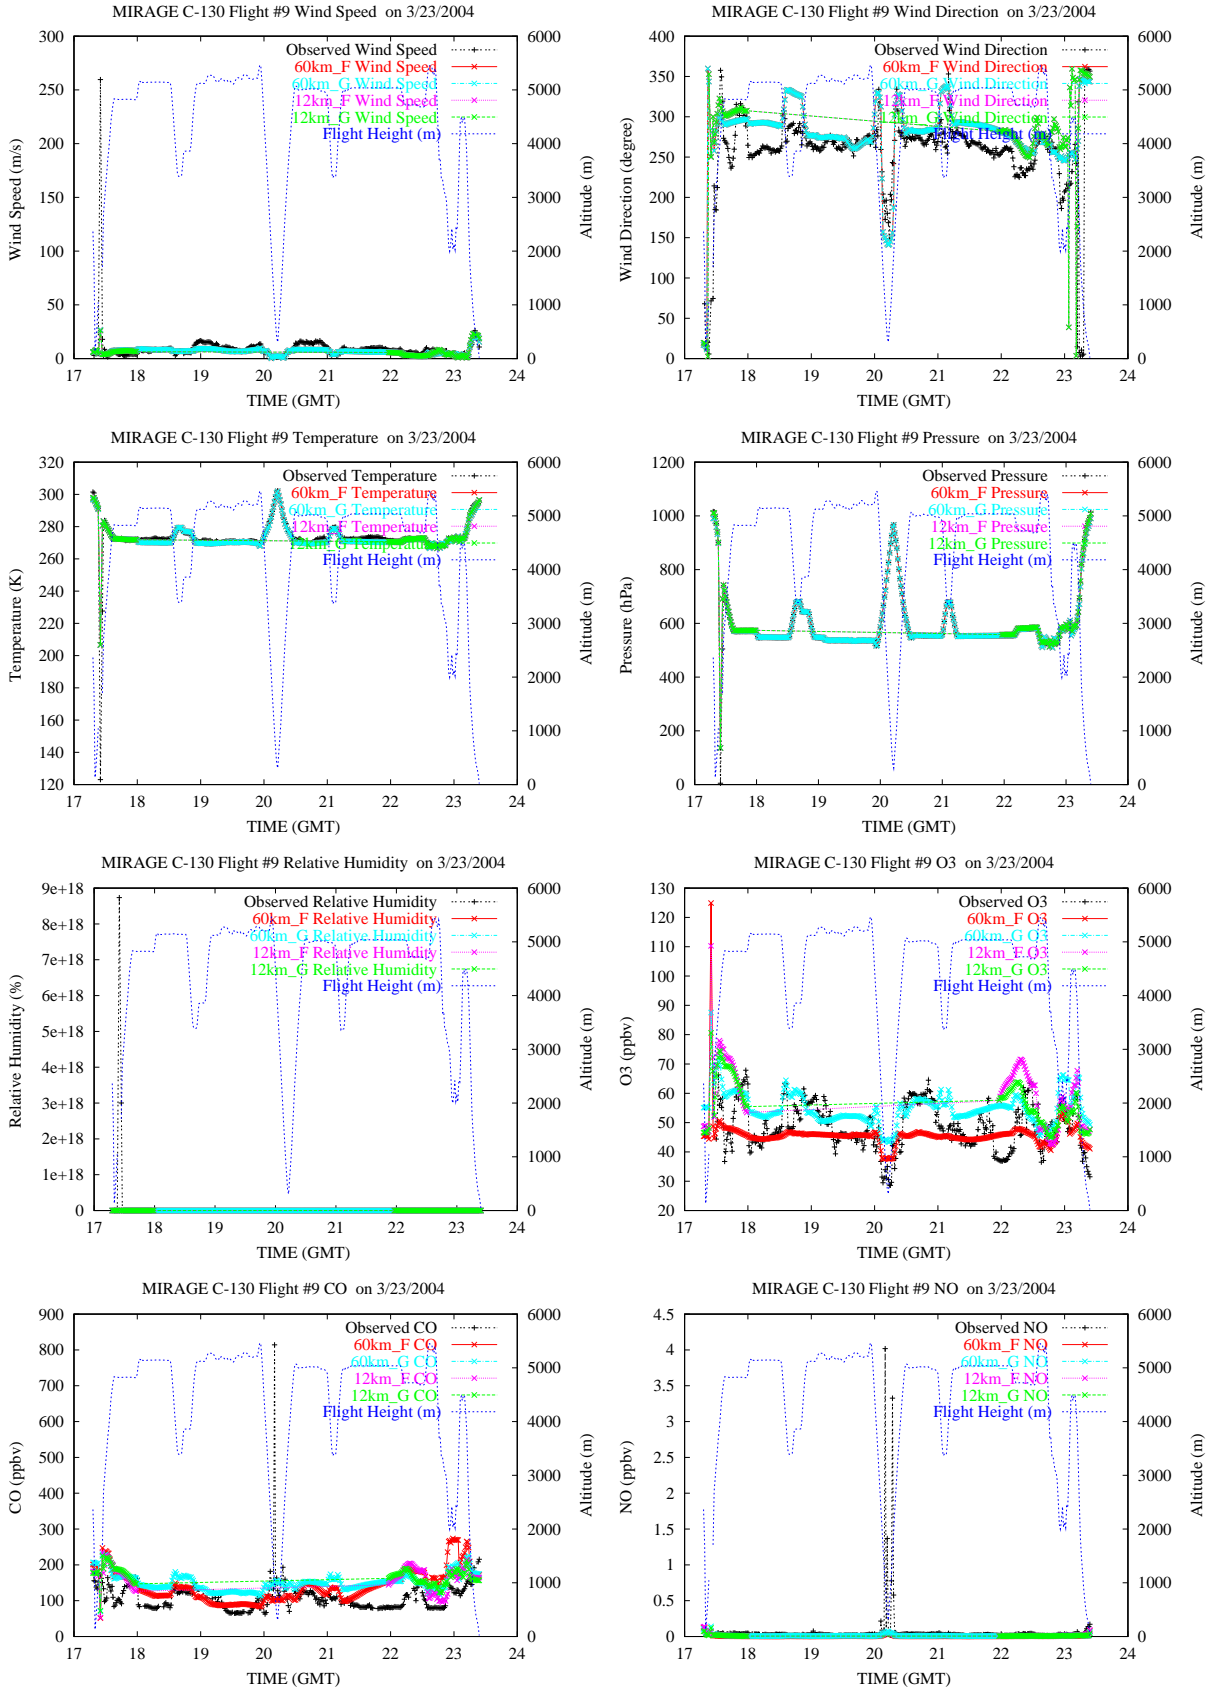 MIRAGE C-130 Flight #9 Wind Speed on 3/23/2004
300
250
200
150
100
50
0
6000
5000
4000
3000
2000
1000
0
17 18 19 20 21 22 23 24
Wind Speed (m/s)
Altitude (m)
TIME (GMT)
Observed Wind Speed
60km_F Wind Speed
60km_G Wind Speed
12km_F Wind Speed
12km_G Wind Speed
Flight Height (m)
MIRAGE C-130 Flight #9 Wind Direction on 3/23/2004
400
350
300
250
200
150
100
50
0
6000
5000
4000
3000
2000
1000
0
17 18 19 20 21 22 23 24
Wind Direction (degree)
Altitude (m)
TIME (GMT)
Observed Wind Direction
60km_F Wind Direction
60km_G Wind Direction
12km_F Wind Direction
12km_G Wind Direction
Flight Height (m)
MIRAGE C-130 Flight #9 Temperature on 3/23/2004
320
300
280
260
240
220
200
180
160
140
120
6000
5000
4000
3000
2000
1000
0
17 18 19 20 21 22 23 24
Temperature (K)
Altitude (m)
TIME (GMT)
Observed Temperature
60km_F Temperature
60km_G Temperature
12km_F Temperature
12km_G Temperature
Flight Height (m)
MIRAGE C-130 Flight #9 Pressure on 3/23/2004
1200
1000
800
600
400
200
0
6000
5000
4000
3000
2000
1000
0
17 18 19 20 21 22 23 24
Pressure (hPa)
Altitude (m)
TIME (GMT)
Observed Pressure
60km_F Pressure
60km_G Pressure
12km_F Pressure
12km_G Pressure
Flight Height (m)
MIRAGE C-130 Flight #9 Relative Humidity on 3/23/2004
9e+18
8e+18
7e+18
6e+18
5e+18
4e+18
3e+18
2e+18
1e+18
0
6000
5000
4000
3000
2000
1000
0
17 18 19 20 21 22 23 24
Relative Humidity (%)
Altitude (m)
TIME (GMT)
Observed Relative Humidity
60km_F Relative Humidity
60km_G Relative Humidity
12km_F Relative Humidity
12km_G Relative Humidity
Flight Height (m)
MIRAGE C-130 Flight #9 O3 on 3/23/2004
130
120
110
100
90
80
70
60
50
40
30
20
6000
5000
4000
3000
2000
1000
0
17 18 19 20 21 22 23 24
O3 (ppbv)
Altitude (m)
TIME (GMT)
Observed O3
60km_F O3
60km_G O3
12km_F O3
12km_G O3
Flight Height (m)
MIRAGE C-130 Flight #9 CO on 3/23/2004
900
800
700
600
500
400
300
200
100
0
6000
5000
4000
3000
2000
1000
0
17 18 19 20 21 22 23 24
CO (ppbv)
Altitude (m)
TIME (GMT)
Observed CO
60km_F CO
60km_G CO
12km_F CO
12km_G CO
Flight Height (m)
MIRAGE C-130 Flight #9 NO on 3/23/2004
4.5
4
3.5
3
2.5
2
1.5
1
0.5
0
6000
5000
4000
3000
2000
1000
0
17 18 19 20 21 22 23 24
NO (ppbv)
Altitude (m)
TIME (GMT)
Observed NO
60km_F NO
60km_G NO
12km_F NO
12km_G NO
Flight Height (m)